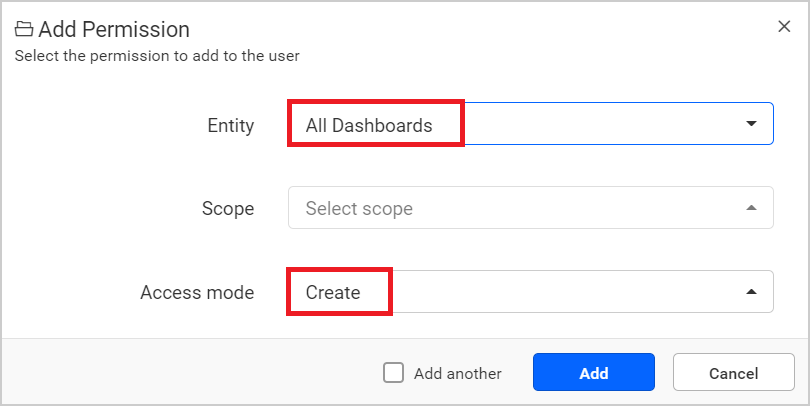 Add Permission
Select the permission to add to the user
Entity
All Dashboards
Scope
Select scope
Access mode
Create
Add another
Add
Cancel